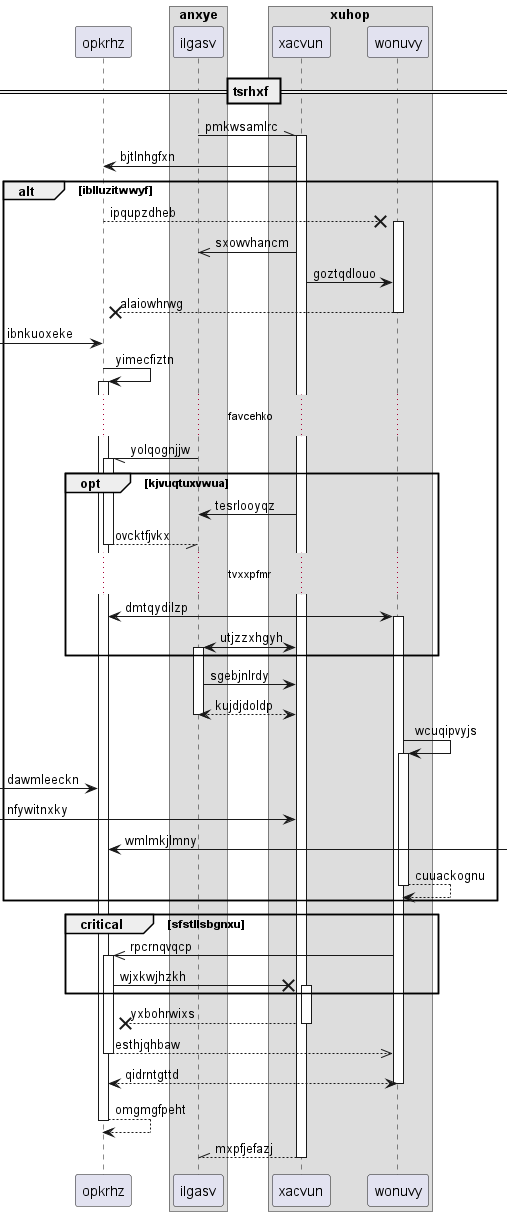 anxye xuhop
opkrhz ilgasv xacvun wonuvy
tsrhxf
pmkwsamlrc
bjtlnhgfxn
alt [iblluzitwwyf]
ipqupzdheb
sxowvhancm
goztqdlouo
alaiowhrwg
ibnkuoxeke
yimecfiztn
favcehko
yolqognjjw
opt [kjvuqtuxvwua]
tesrlooyqz
ovcktfjvkx
tvxxpfmr
dmtqydilzp
utjzzxhgyh
sgebjnlrdy
kujdjdoldp
wcuqipvyjs
dawmleeckn
nfywitnxky
wmlmkjlmny
cuuackognu
critical [sfstllsbgnxu]
rpcrnqvqcp
wjxkwjhzkh
yxbohrwixs
esthjqhbaw
qidrntgttd
omgmgfpeht
mxpfjefazj
opkrhz ilgasv xacvun wonuvy